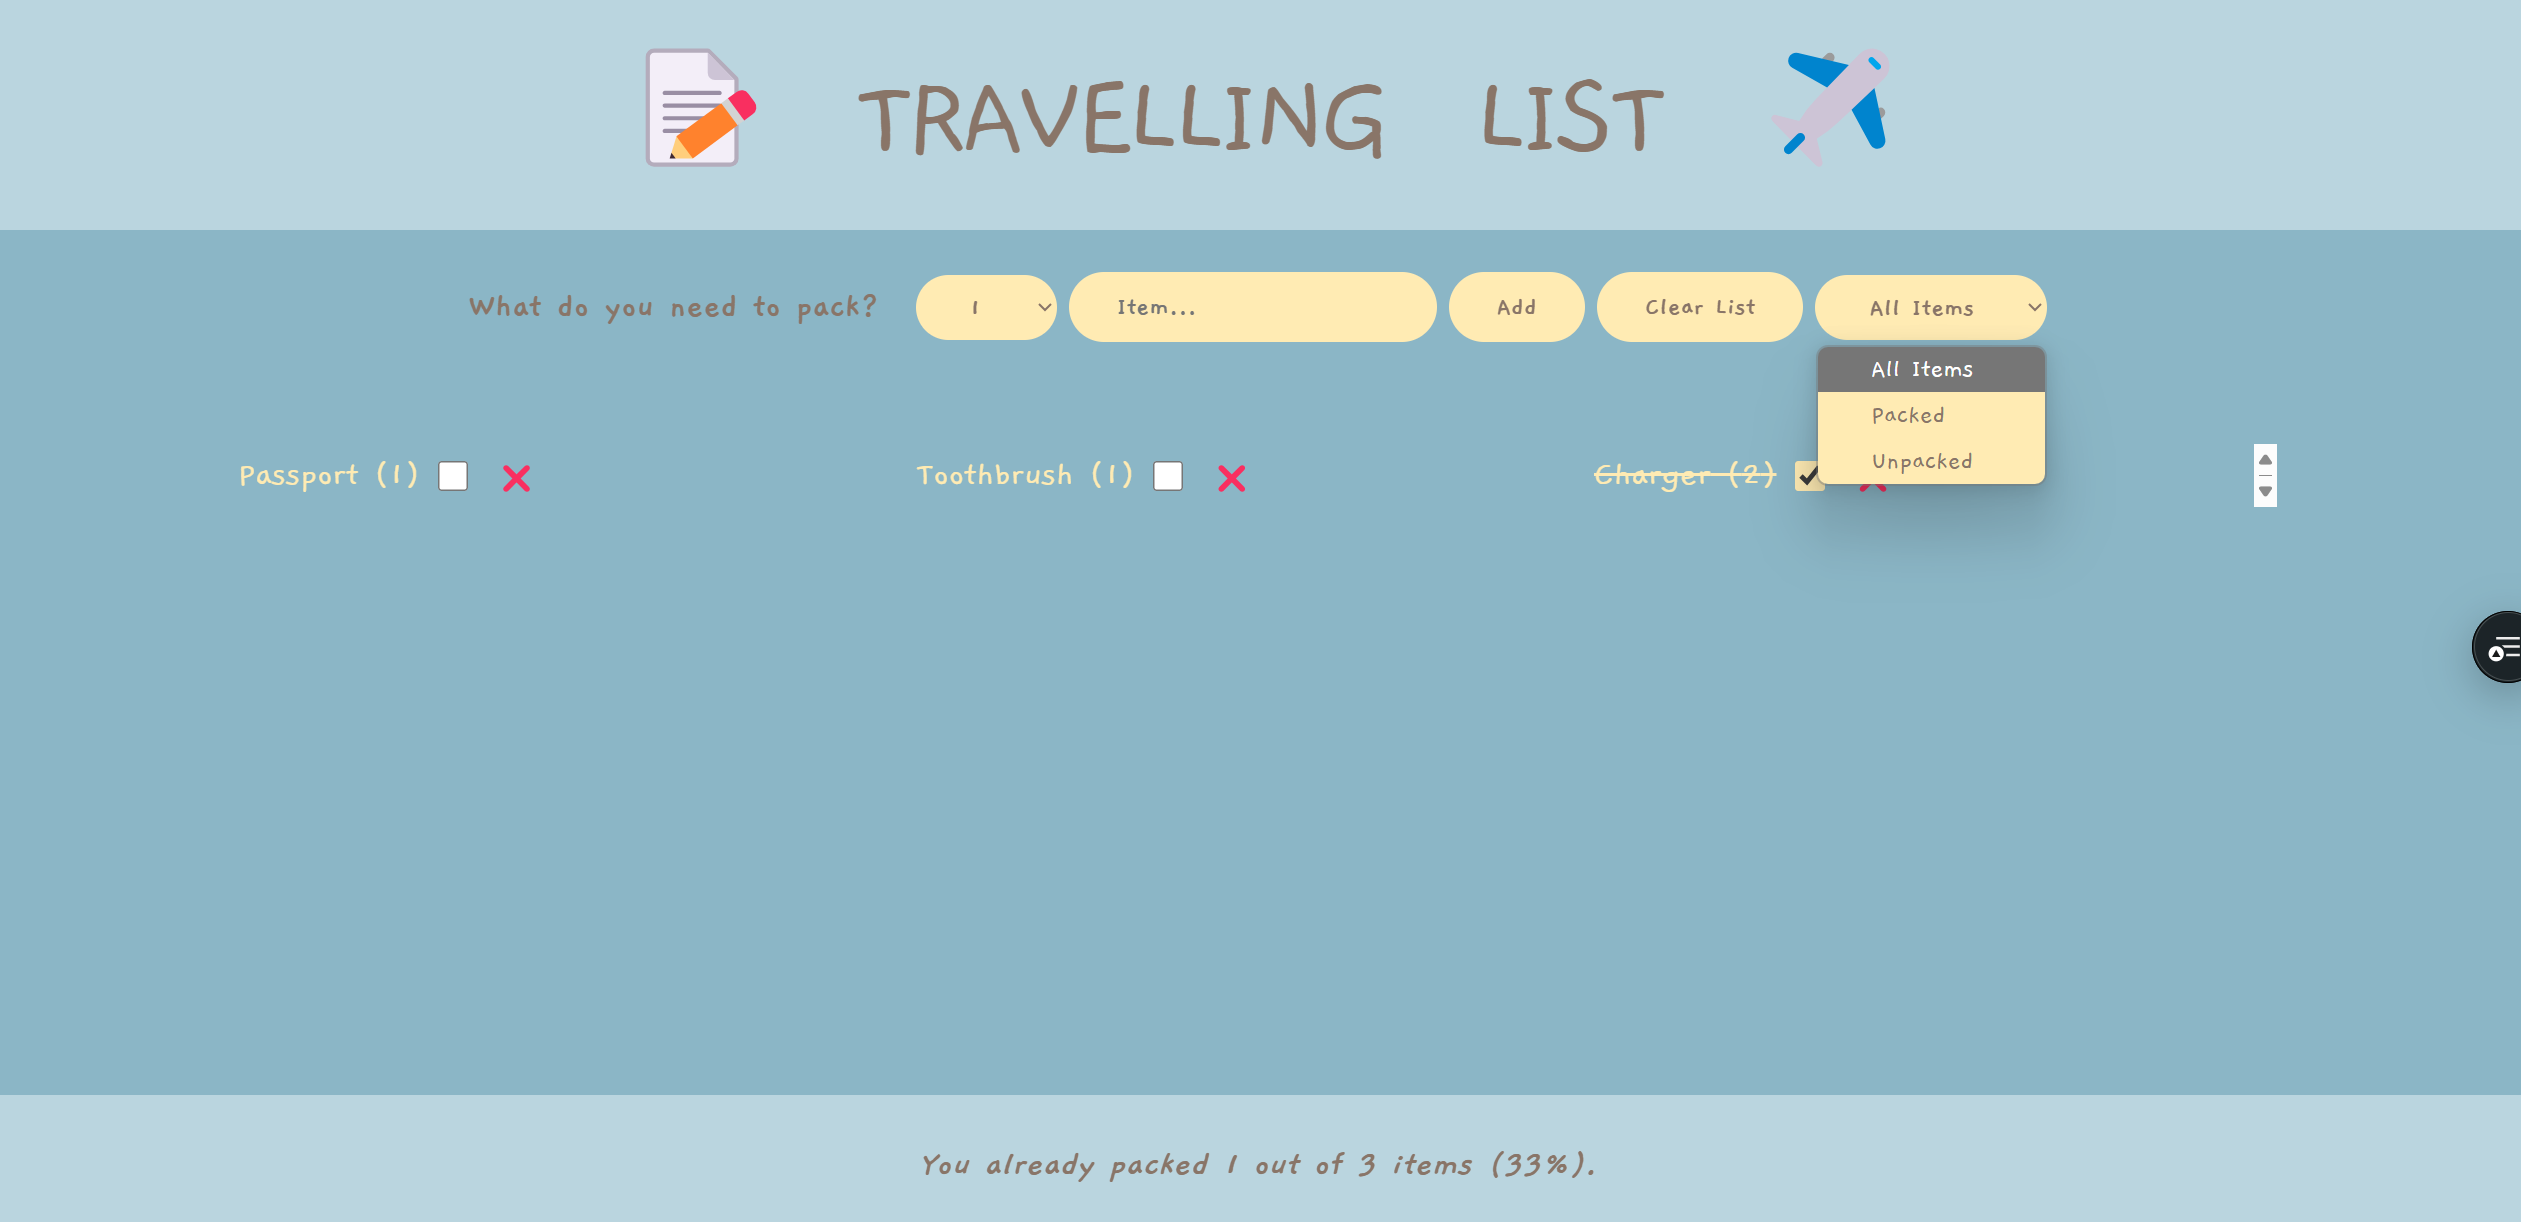 TRAVELLING LIST
What do you need to pack? 1 Item... Add Clear List All Items
All Items
Packed
Unpacked
Passport (1) Toothbrush (1) Charger (2)
You already packed 1 out of 3 items (33%).